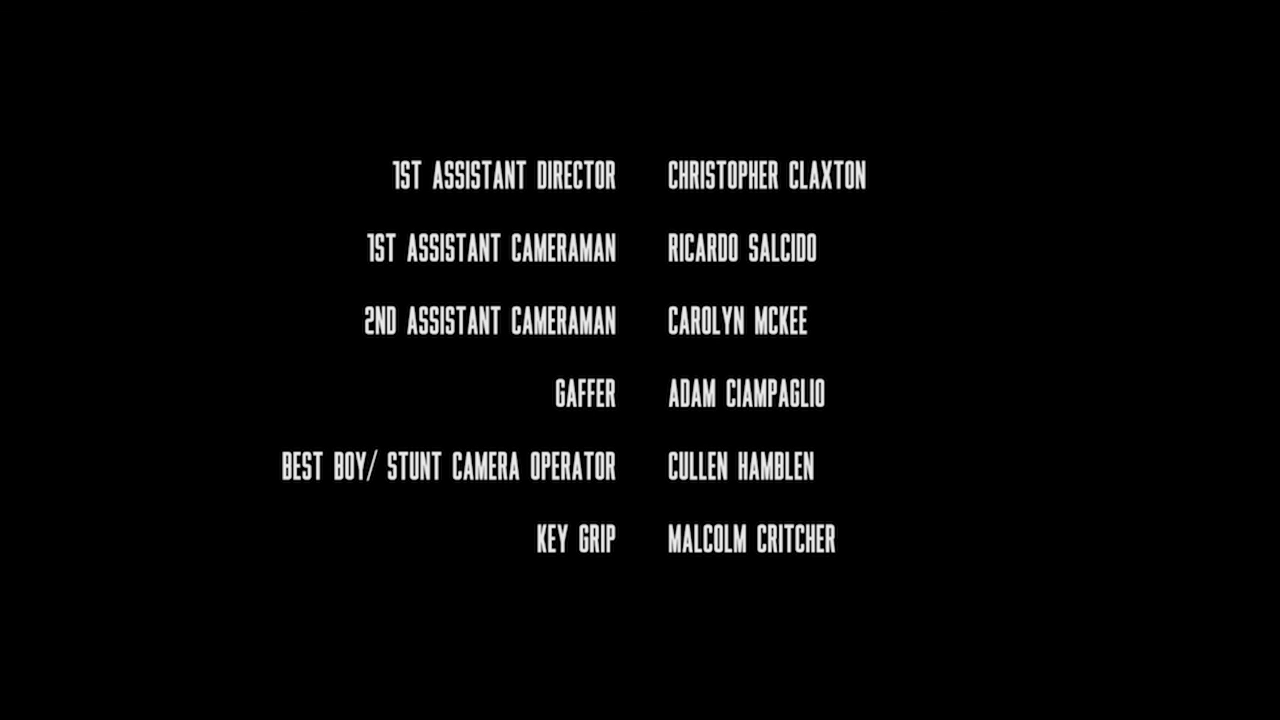 1ST ASSISTANT DIRECTOR CHRISTOPHER CLAXTON
1ST ASSISTANT CAMERAMAN RICARDO SALCIDO
2ND ASSISTANT CAMERAMAN CAROLYN MCKEE
GAFFER ADAM CIAMPAGLIO
BEST BOY/ STUNT CAMERA OPERATOR CULLEN HAMBLEN
KEY GRIP MALCOLM CRITCHER